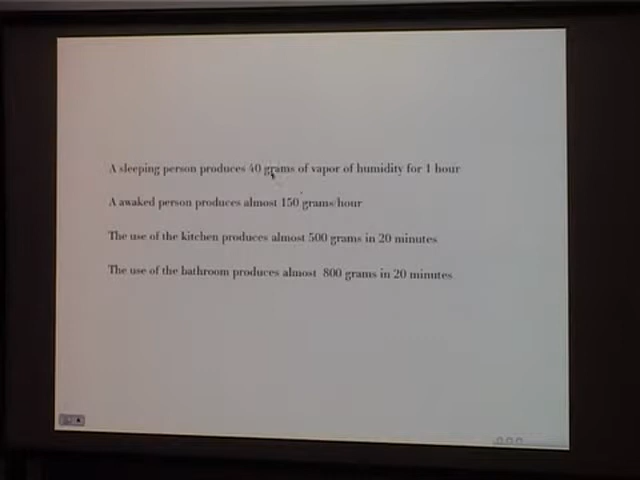 A sleeping person produces 40 grams of vapor of humidity for 1 hour
A awaked person produces almost 150 grams/hour
The use of the kitchen produces almost 500 grams in 20 minutes
The use of the bathroom produces almost 800 grams in 20 minutes